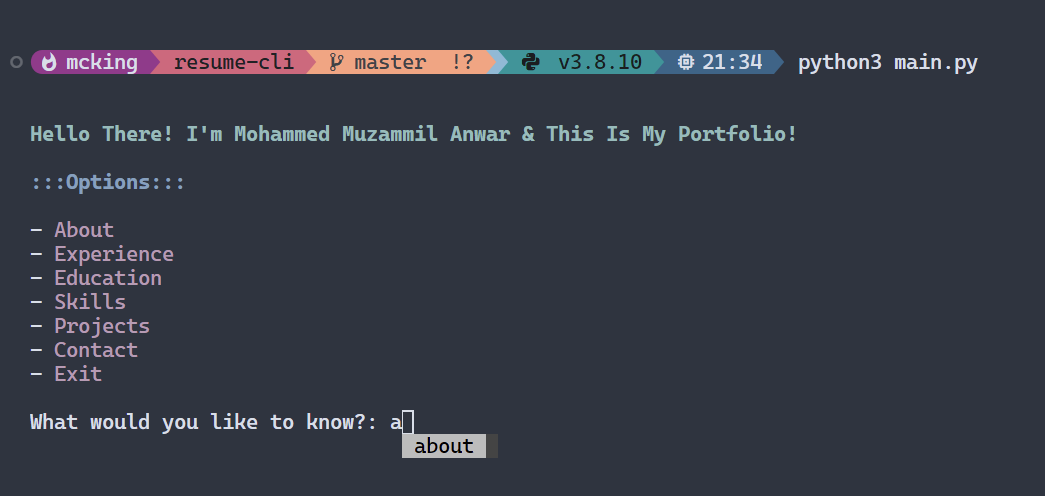 mcking resume-cli master !? v3.8.10 21:34 python3 main.py
Hello There! I'm Mohammed Muzammil Anwar & This Is My Portfolio!
:::Options:::
- About
- Experience
- Education
- Skills
- Projects
- Contact
- Exit
What would you like to know?: a
about